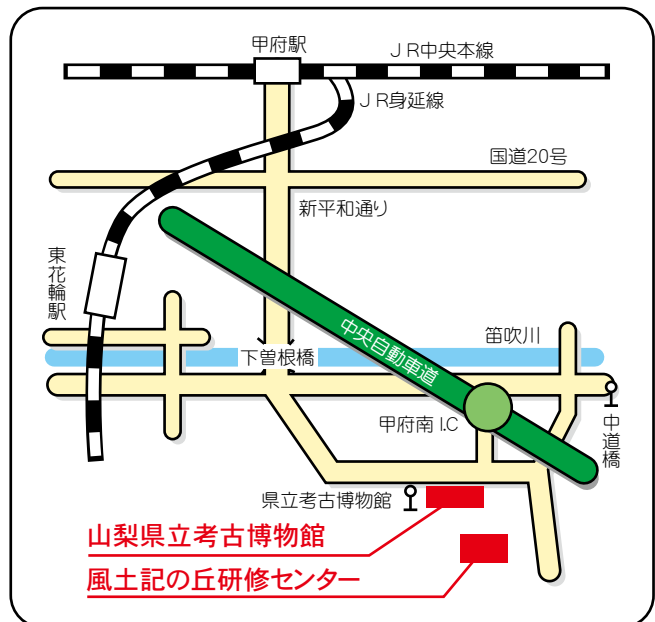 甲府駅
ＪR中央本線
ＪR身延線
国道20号
新平和通り
東花輪駅
中央自動車道
笛吹川
下曽根橋
甲府南 I.C
中道橋
県立考古博物館
山梨県立考古博物館
風土記の丘研修センター